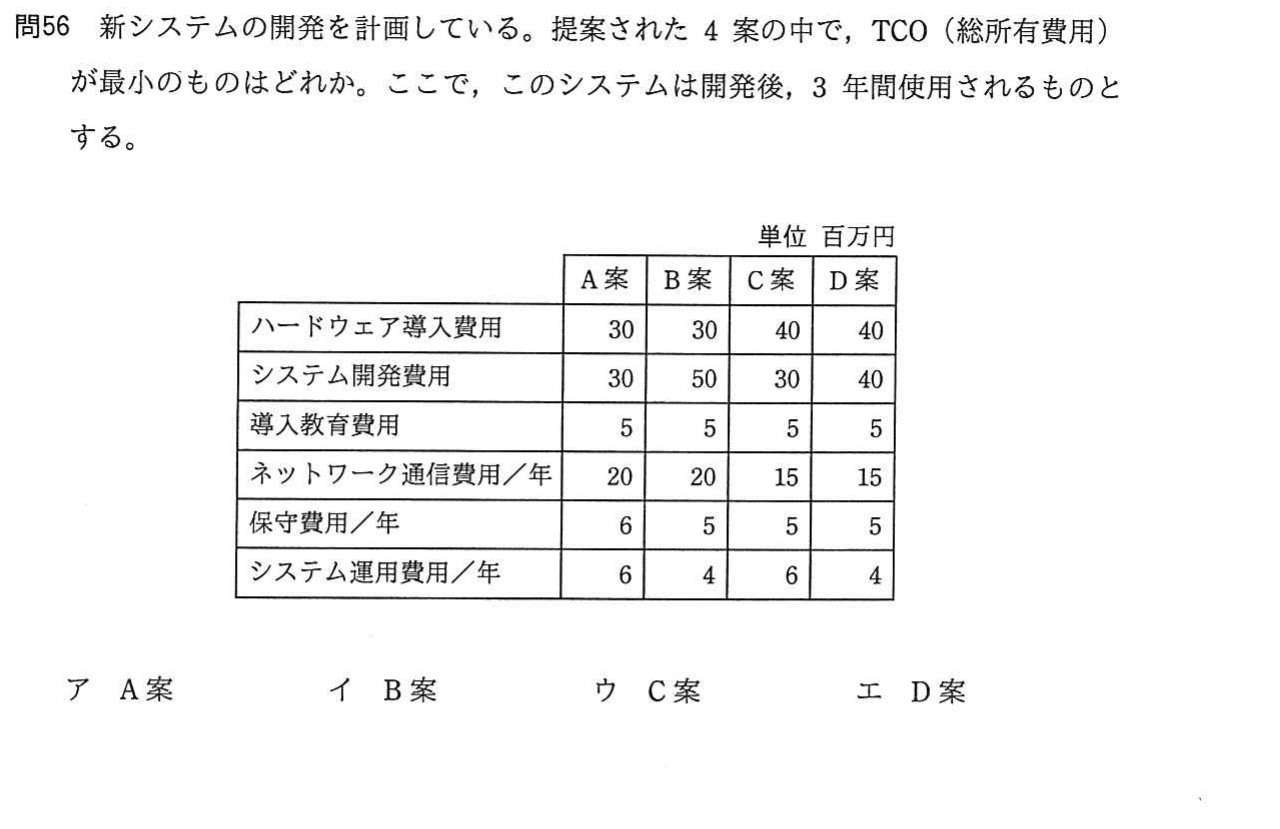 問56 新システムの開発を計画している。提案された 4 案の中で，TCO（総所有費用）
が最小のものはどれか。ここで，このシステムは開発後，3 年間使用されるものと
する。
単位 百万円
A案 B案 C案 D案
ハードウェア導入費用 30 30 40 40
システム開発費用 30 50 30 40
導入教育費用 5 5 5 5
ネットワーク通信費用／年 20 20 15 15
保守費用／年 6 5 5 5
システム運用費用／年 6 4 6 4
ア A案 イ B案 ウ C案 エ D案